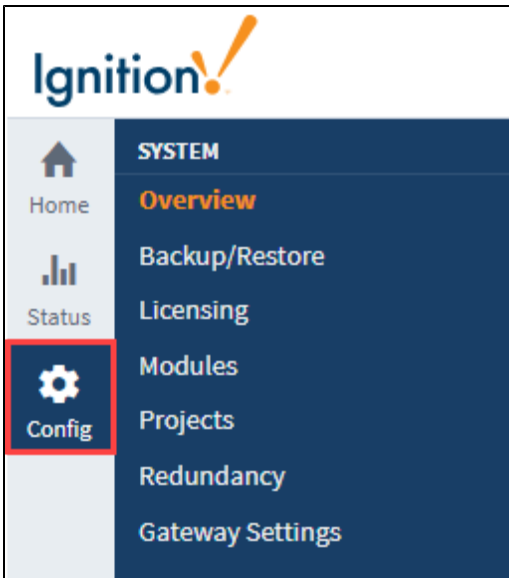 Ignition!
Home
Status
Config
SYSTEM
Overview
Backup/Restore
Licensing
Modules
Projects
Redundancy
Gateway Settings